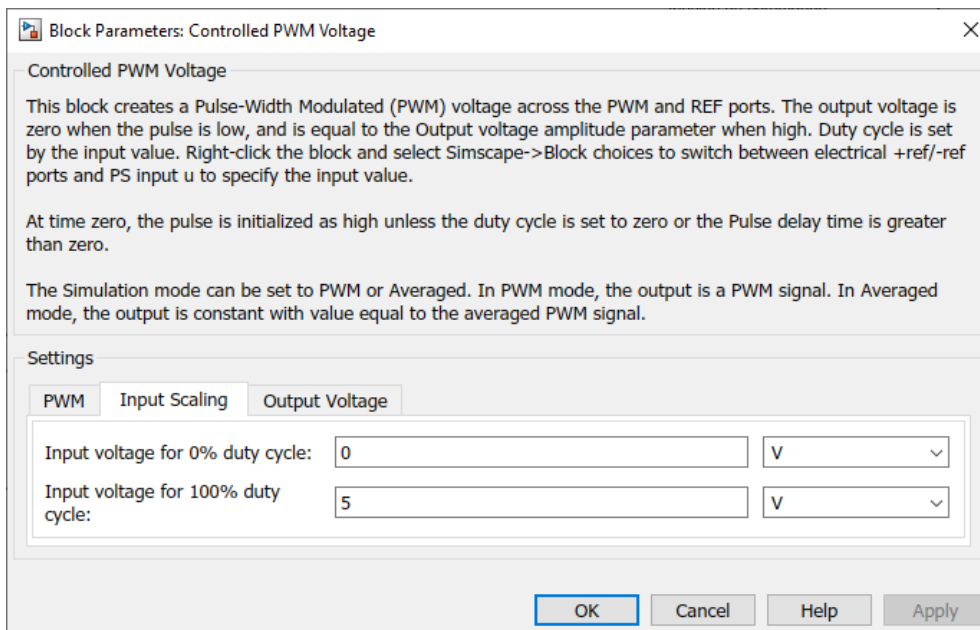 Block Parameters: Controlled PWM Voltage
Controlled PWM Voltage
This block creates a Pulse-Width Modulated (PWM) voltage across the PWM and REF ports. The output voltage is
zero when the pulse is low, and is equal to the Output voltage amplitude parameter when high. Duty cycle is set
by the input value. Right-click the block and select Simscape->Block choices to switch between electrical +ref/-ref
ports and PS input u to specify the input value.
At time zero, the pulse is initialized as high unless the duty cycle is set to zero or the Pulse delay time is greater
than zero.
The Simulation mode can be set to PWM or Averaged. In PWM mode, the output is a PWM signal. In Averaged
mode, the output is constant with value equal to the averaged PWM signal.
Settings
PWM Input Scaling Output Voltage
Input voltage for 0% duty cycle: 0 V
Input voltage for 100% duty
cycle: 5 V
OK Cancel Help Apply